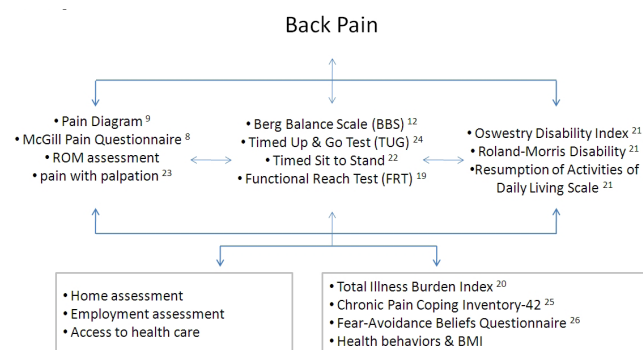 Back Pain
• Pain Diagram 9
• McGill Pain Questionnaire 8
• ROM assessment
• pain with palpation 23
• Berg Balance Scale (BBS) 12
• Timed Up & Go Test (TUG) 24
• Timed Sit to Stand 22
• Functional Reach Test (FRT) 19
• Oswestry Disability Index 21
• Roland-Morris Disability 21
• Resumption of Activities of
Daily Living Scale 21
• Home assessment
• Employment assessment
• Access to health care
• Total Illness Burden Index 20
• Chronic Pain Coping Inventory-42 25
• Fear-Avoidance Beliefs Questionnaire 26
• Health behaviors & BMI